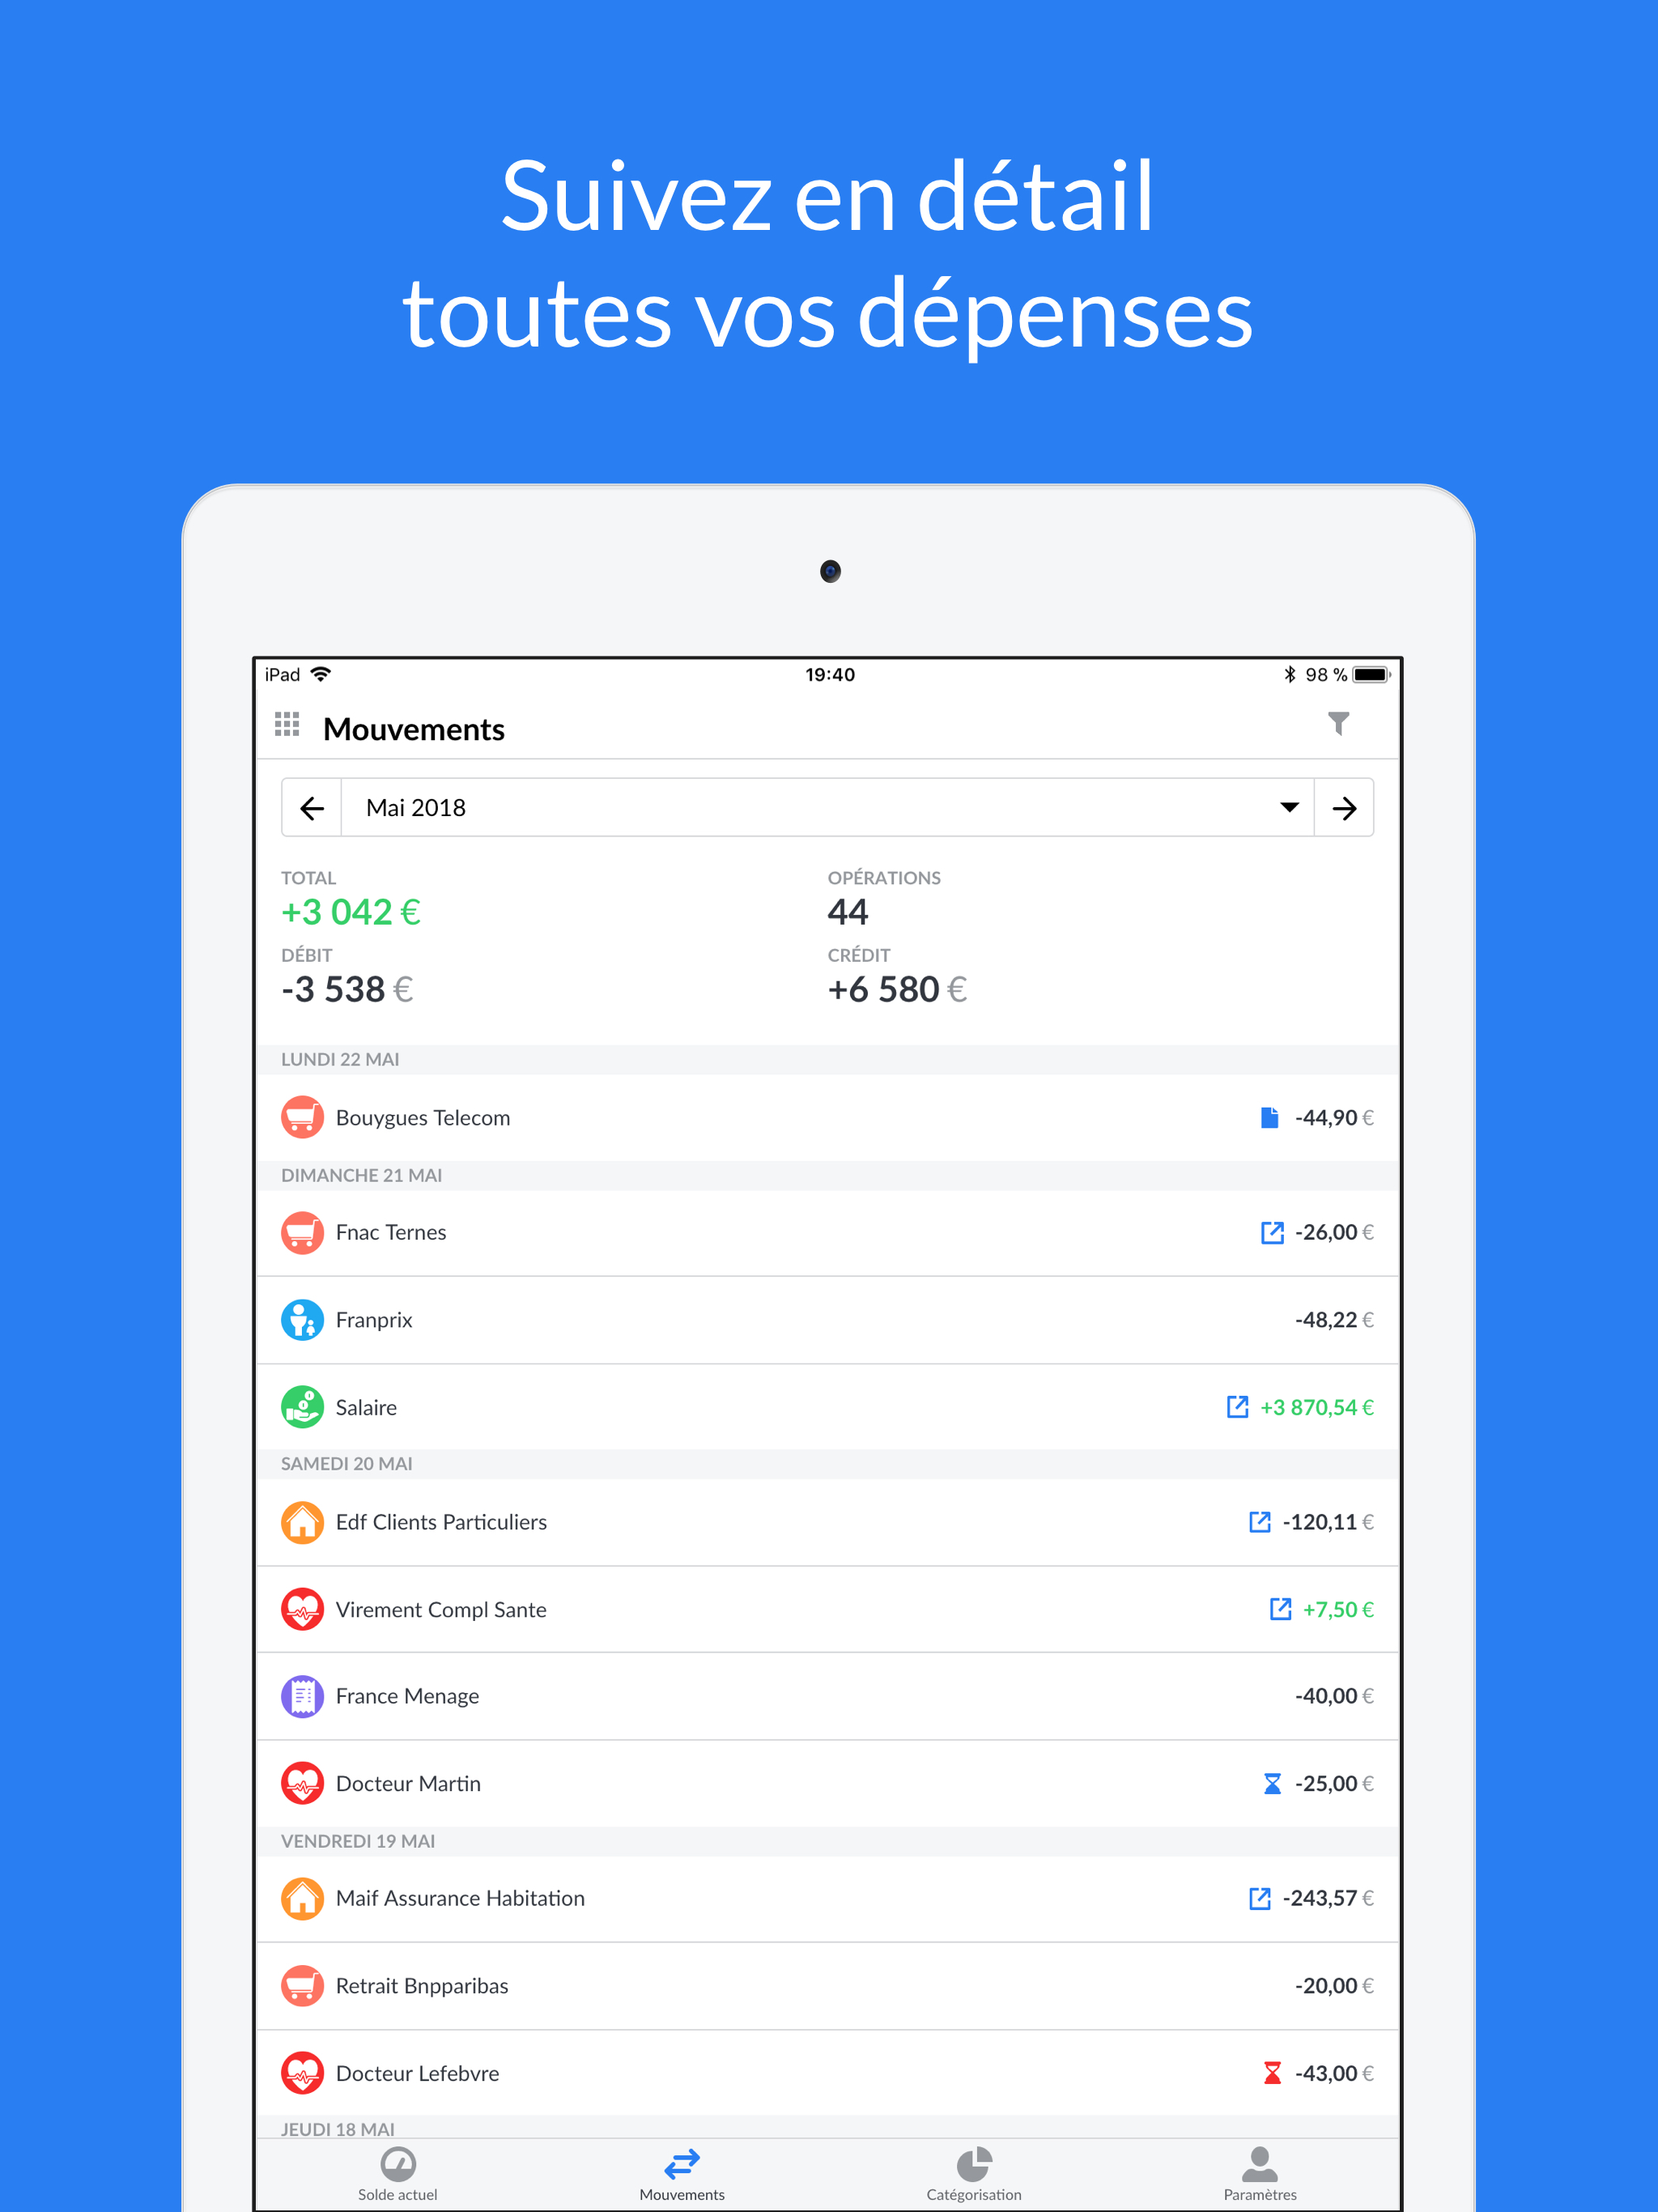 Suivez en détail
toutes vos dépenses
iPad 19:40 98 %
Mouvements
Mai 2018
TOTAL OPÉRATIONS
+3 042 € 44
DÉBIT CRÉDIT
-3 538 € +6 580 €
LUNDI 22 MAI
Bouygues Telecom -44,90 €
DIMANCHE 21 MAI
Fnac Ternes -26,00 €
Franprix -48,22 €
Salaire +3 870,54 €
SAMEDI 20 MAI
Edf Clients Particuliers -120,11 €
Virement Compl Sante +7,50 €
France Menage -40,00 €
Docteur Martin -25,00 €
VENDREDI 19 MAI
Maif Assurance Habitation -243,57 €
Retrait Bnpparibas -20,00 €
Docteur Lefebvre -43,00 €
JEUDI 18 MAI
Solde actuel Mouvements Catégorisation Paramètres